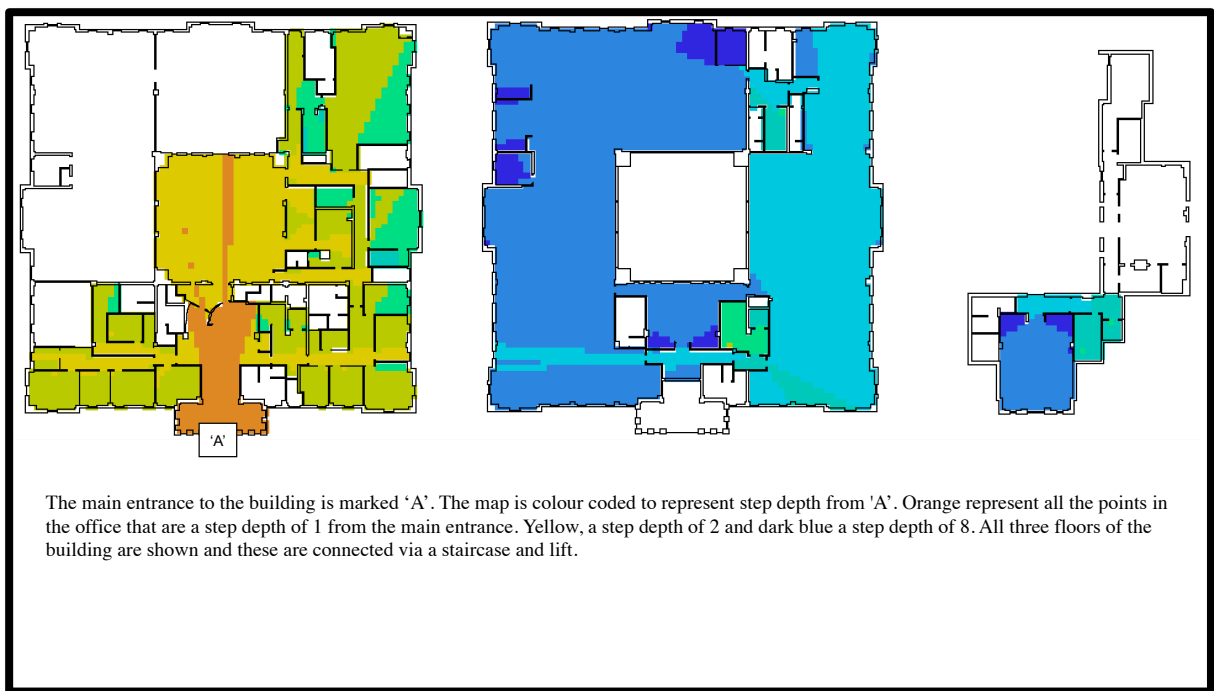 ‘A’
The main entrance to the building is marked ‘A’. The map is colour coded to represent step depth from 'A’. Orange represent all the points in
the office that are a step depth of 1 from the main entrance. Yellow, a step depth of 2 and dark blue a step depth of 8. All three floors of the
building are shown and these are connected via a staircase and lift.